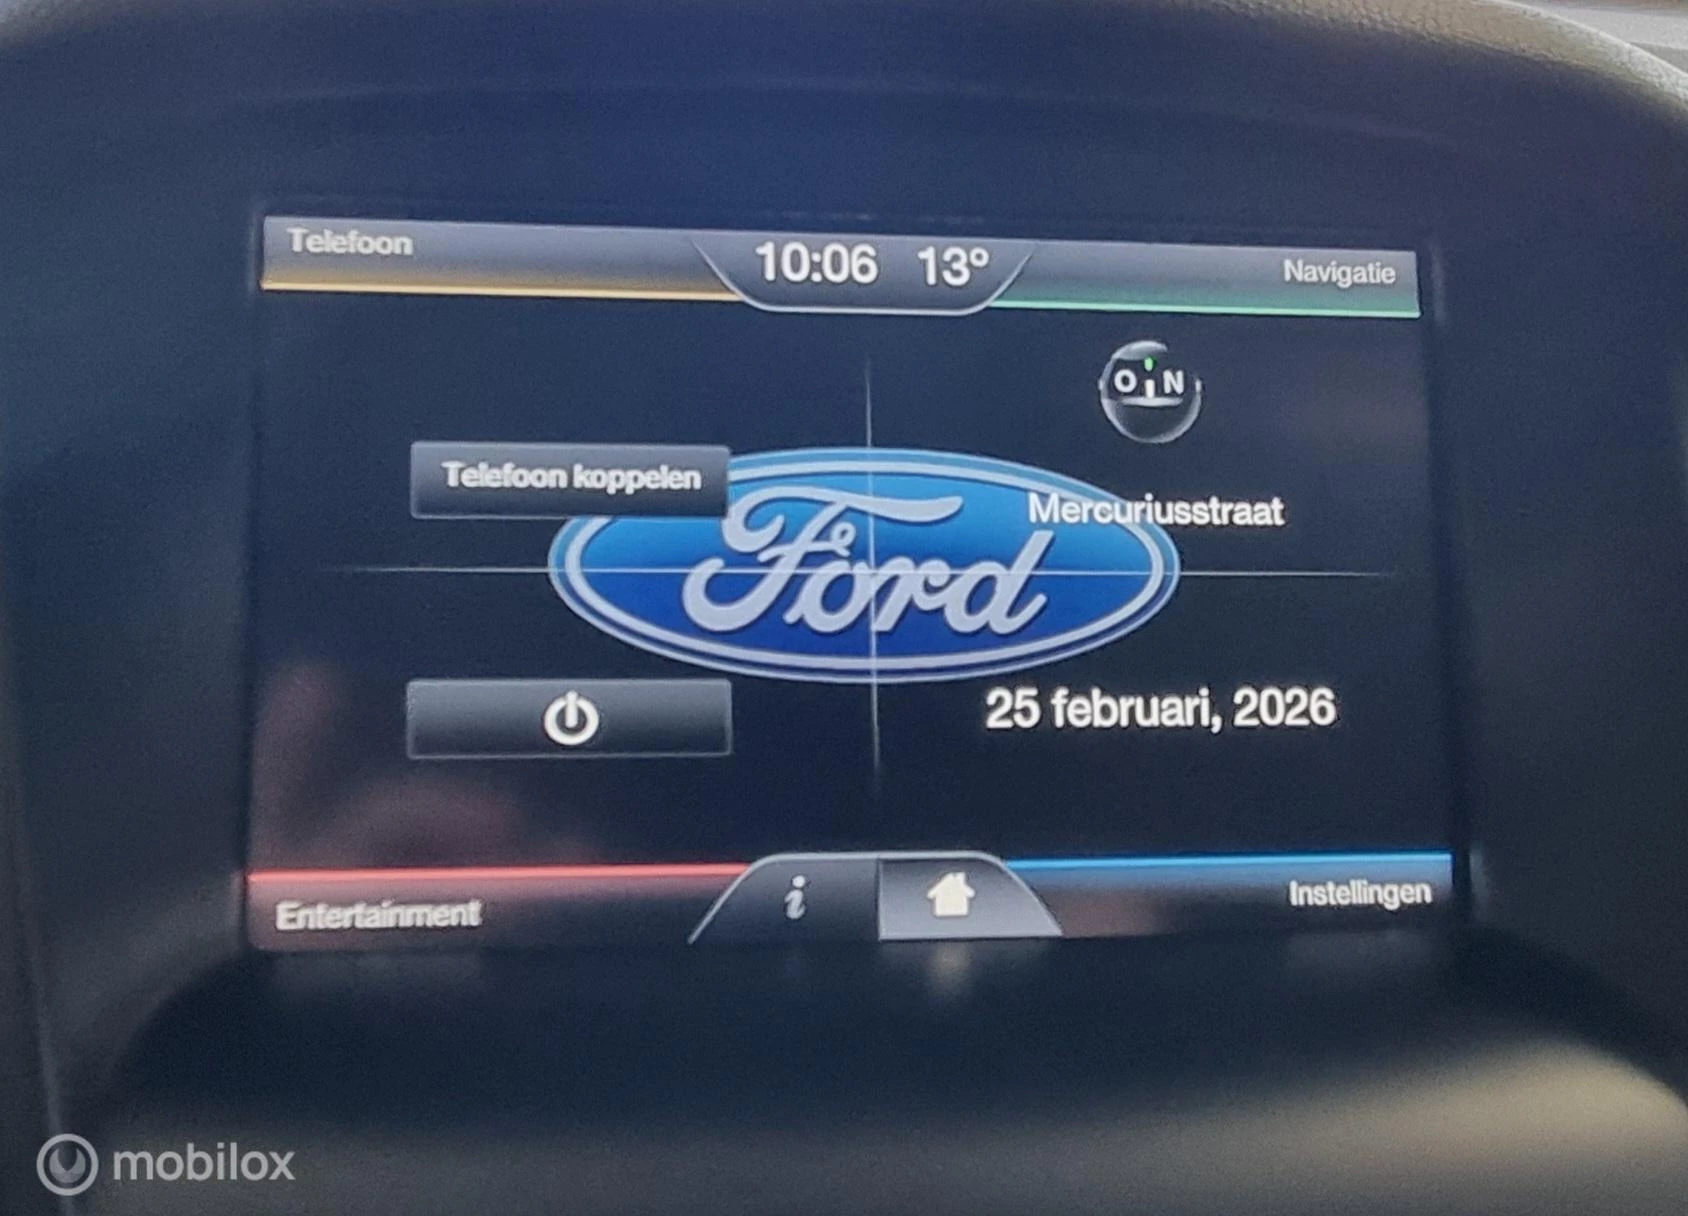 Telefoon
10:06 13°
Navigatie
O N
Telefoon koppelen
Mercuriusstraat
Ford
25 februari, 2026
Entertainment
i
Instellingen
mobilox